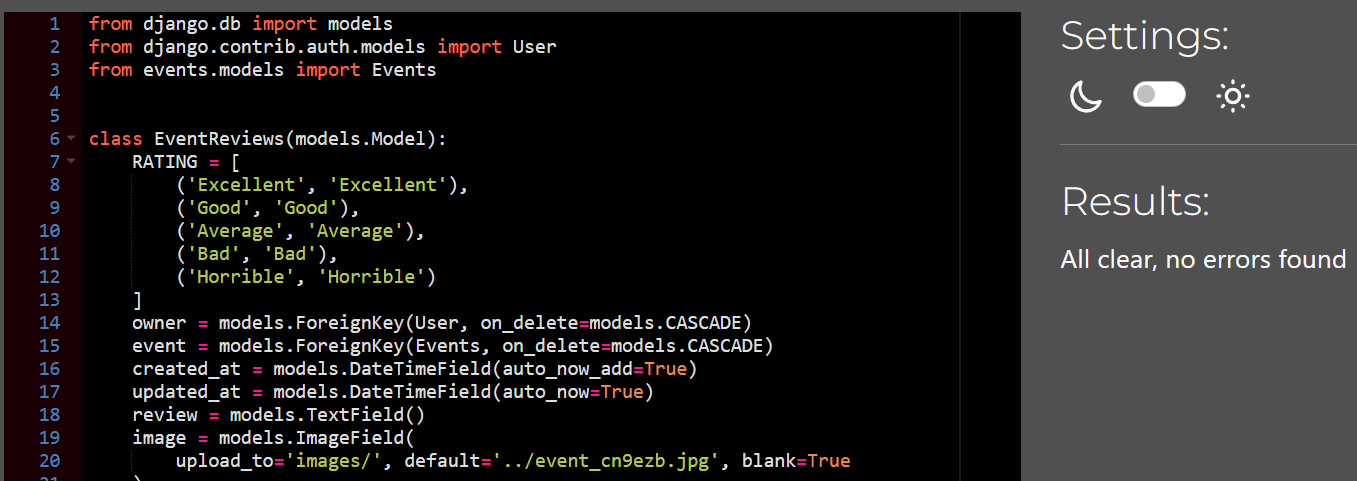 1 from django.db import models
2 from django.contrib.auth.models import User
3 from events.models import Events
4
5
6 class EventReviews(models.Model):
7     RATING = [
8         ('Excellent', 'Excellent'),
9         ('Good', 'Good'),
10         ('Average', 'Average'),
11         ('Bad', 'Bad'),
12         ('Horrible', 'Horrible')
13     ]
14     owner = models.ForeignKey(User, on_delete=models.CASCADE)
15     event = models.ForeignKey(Events, on_delete=models.CASCADE)
16     created_at = models.DateTimeField(auto_now_add=True)
17     updated_at = models.DateTimeField(auto_now=True)
18     review = models.TextField()
19     image = models.ImageField(
20         upload_to='images/', default='../event_cn9ezb.jpg', blank=True
Settings:
Results:
All clear, no errors found